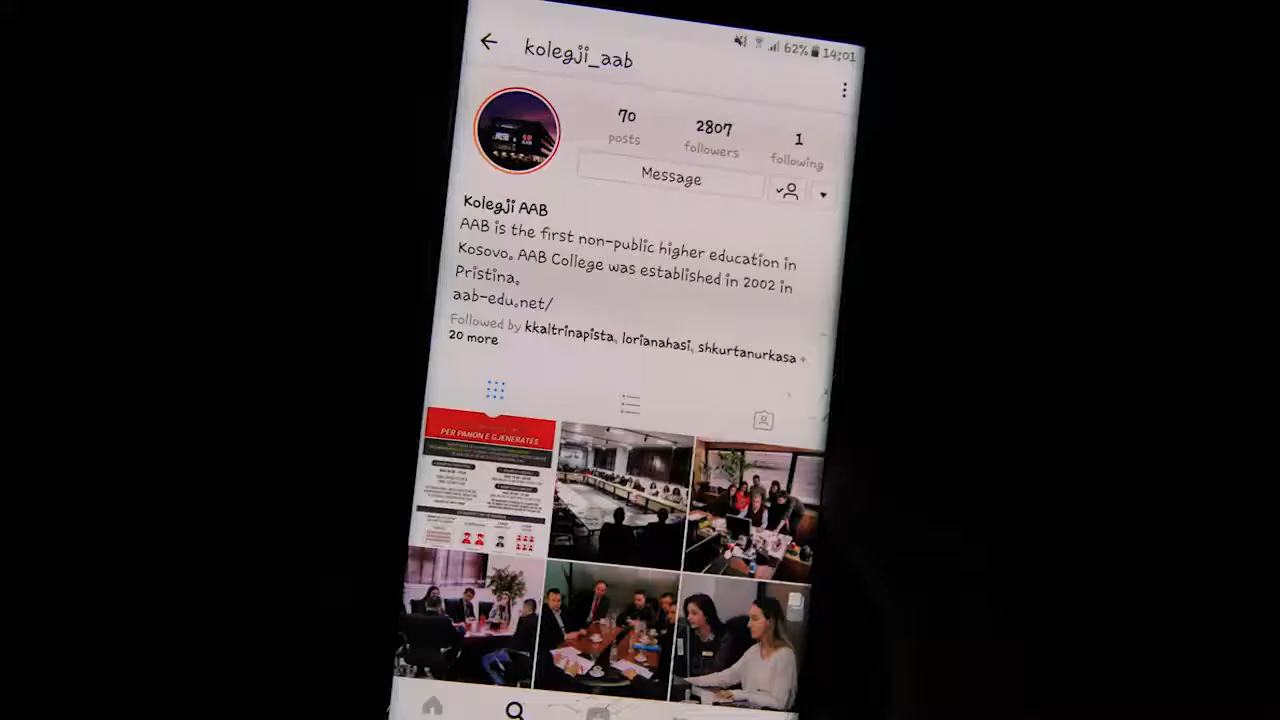 kolegji_aab
62% 14:01
70 2807 1
posts followers following
Message
Kolegji AAB
AAB is the first non-public higher education in
Kosovo. AAB College was established in 2002 in
Pristina.
aab-edu.net/
Followed by kkaltrinapista, lorianahasi, shkurtanurkasa +
20 more
PER PANON E GJENERATES